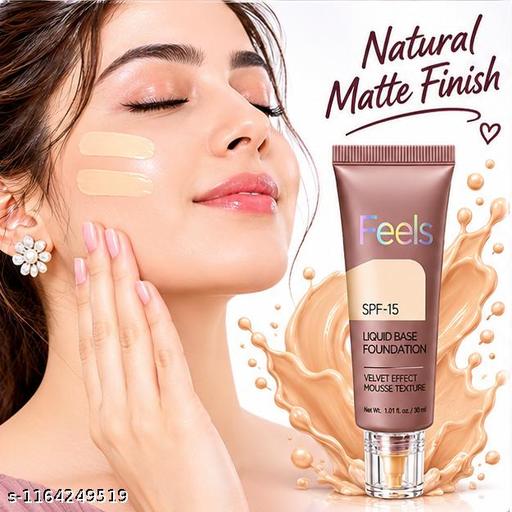 Natural
Matte Finish
Feels
SPF-15
LIQUID BASE
FOUNDATION
VELVET EFFECT
MOUSSE TEXTURE
Net Wt. 1.01 fl. oz. / 30 ml
s-1164249519